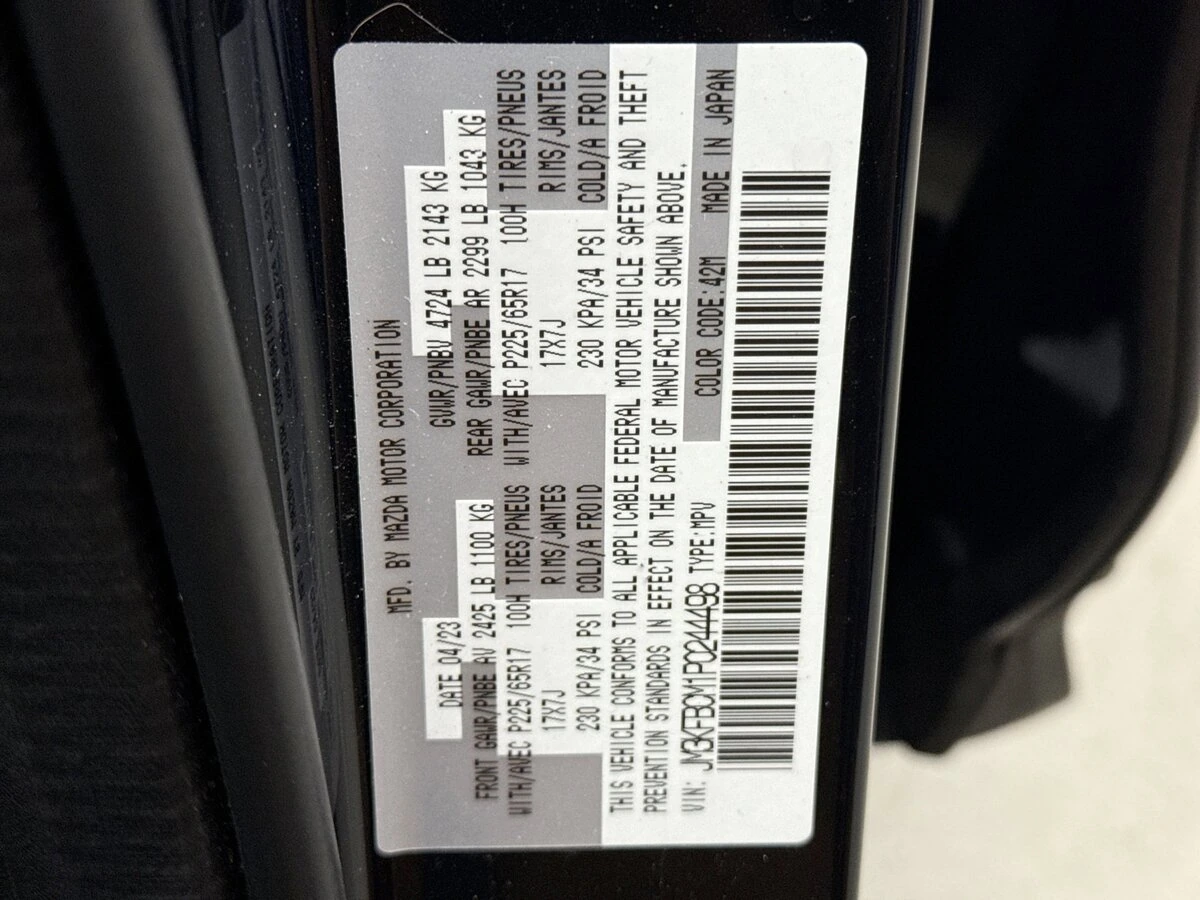 MFD. BY MAZDA MOTOR CORPORATION
DATE 04/23 GVWR/PNBV 4724 LB 2143 KG
FRONT GAWR/PNBE AV 2425 LB 1100 KG REAR GAWR/PNBE AR 2299 LB 1043 KG
WITH/AVEC P225/65R17 100H TIRES/PNEUS WITH/AVEC P225/65R17 100H TIRES/PNEUS
17X7J RIMS/JANTES 17X7J RIMS/JANTES
230 KPA/34 PSI COLD/A FROID 230 KPA/34 PSI COLD/A FROID
THIS VEHICLE CONFORMS TO ALL APPLICABLE FEDERAL MOTOR VEHICLE SAFETY AND THEFT
PREVENTION STANDARDS IN EFFECT ON THE DATE OF MANUFACTURE SHOWN ABOVE.
VIN: JM3KFBCM1P0244498 TYPE:MPV COLOR CODE:42M MADE IN JAPAN